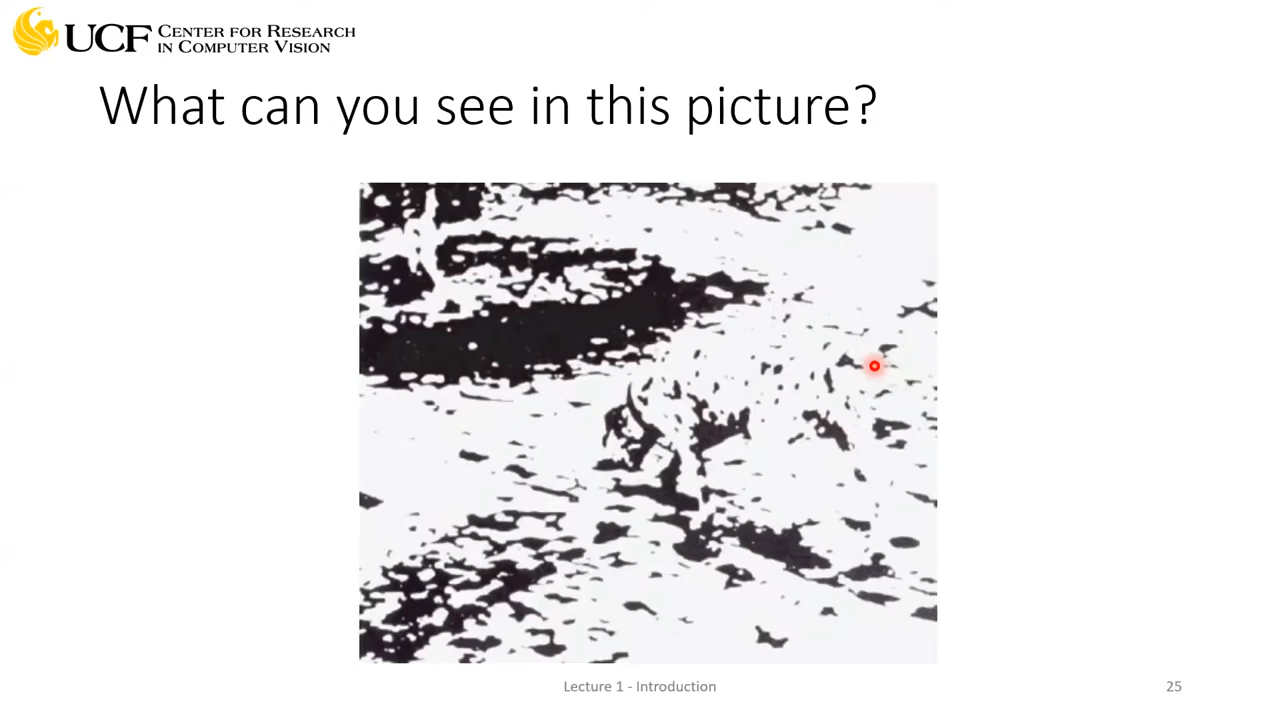 UCF CENTER FOR RESEARCH
IN COMPUTER VISION
What can you see in this picture?
Lecture 1 - Introduction
25